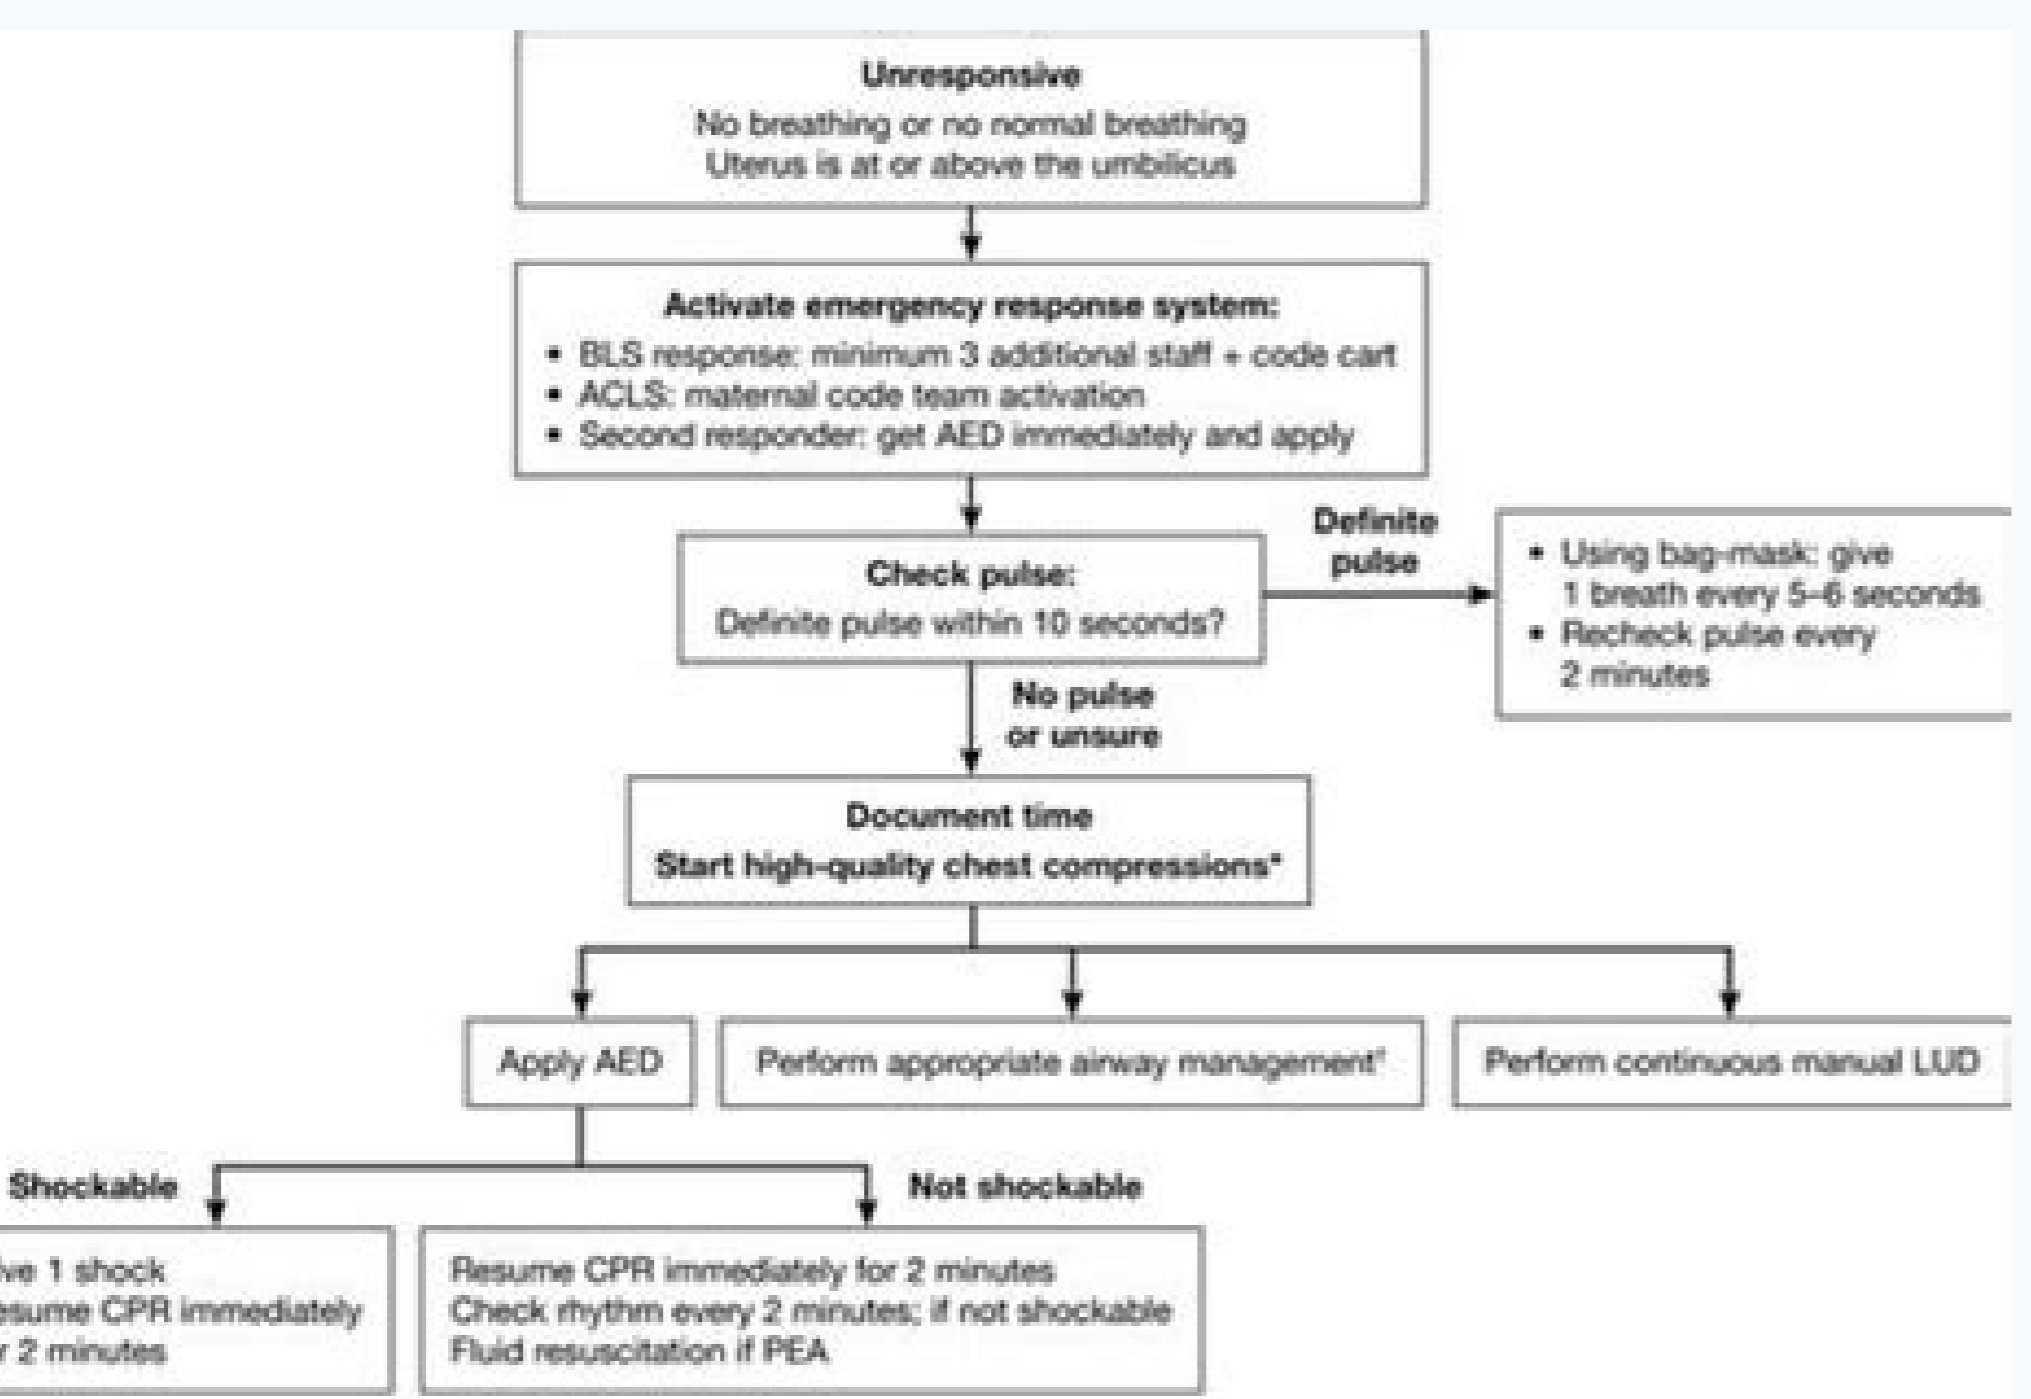 Unresponsive
No breathing or no normal breathing
Uterus is at or above the umbilicus
Activate emergency response system:
▪ BLS response: minimum 3 additional staff + code cart
▪ ACLS: maternal code team activation
▪ Second responder: get AED immediately and apply
Check pulse:
Definite pulse within 10 seconds?
Definite
pulse
• Using bag-mask: give
1 breath every 5–6 seconds
• Recheck pulse every
2 minutes
No pulse
or unsure
Document time
Start high-quality chest compressions*
Apply AED
Perform appropriate airway management†
Perform continuous manual LUD
Shockable
Not shockable
ve 1 shock
esume CPR immediately
r 2 minutes
Resume CPR immediately for 2 minutes
Check rhythm every 2 minutes; if not shockable
Fluid resuscitation if PEA